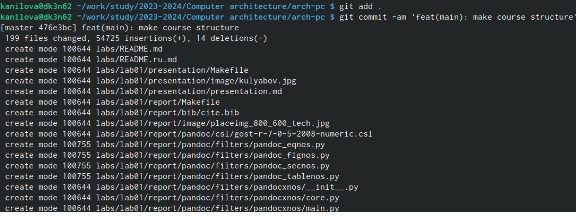 kanilova@dk3n62 ~/work/study/2023-2024/Computer architecture/arch-pc $ git add .
kanilova@dk3n62 ~/work/study/2023-2024/Computer architecture/arch-pc $ git commit -am 'feat(main): make course structure'
[master 476e3bc] feat(main): make course structure
 199 files changed, 54725 insertions(+), 14 deletions(-)
 create mode 100644 labs/README.md
 create mode 100644 labs/README.ru.md
 create mode 100644 labs/lab01/presentation/Makefile
 create mode 100644 labs/lab01/presentation/image/kulyabov.jpg
 create mode 100644 labs/lab01/presentation/presentation.md
 create mode 100644 labs/lab01/report/Makefile
 create mode 100644 labs/lab01/report/bib/cite.bib
 create mode 100644 labs/lab01/report/image/placeimg_800_600_tech.jpg
 create mode 100644 labs/lab01/report/pandoc/csl/gost-r-7-0-5-2008-numeric.csl
 create mode 100755 labs/lab01/report/pandoc/filters/pandoc_eqnos.py
 create mode 100755 labs/lab01/report/pandoc/filters/pandoc_fignos.py
 create mode 100755 labs/lab01/report/pandoc/filters/pandoc_secnos.py
 create mode 100755 labs/lab01/report/pandoc/filters/pandoc_tablenos.py
 create mode 100644 labs/lab01/report/pandoc/filters/pandocxnos/__init__.py
 create mode 100644 labs/lab01/report/pandoc/filters/pandocxnos/core.py
 create mode 100644 labs/lab01/report/pandoc/filters/pandocxnos/main.py